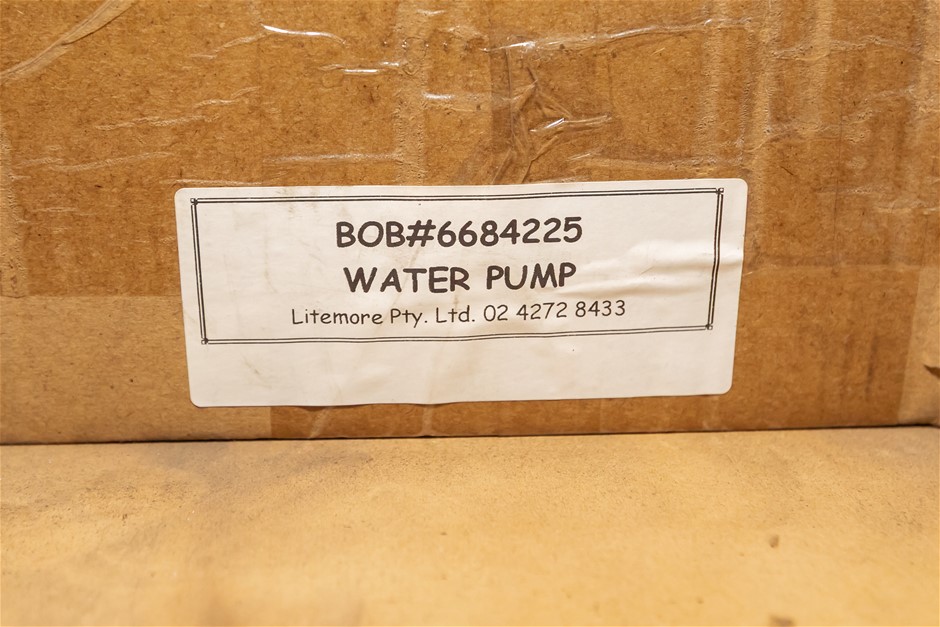 BOB#6684225
WATER PUMP
Litemore Pty. Ltd. 02 4272 8433